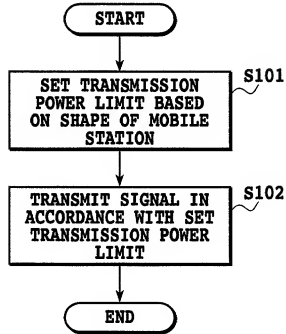 START
S101
SET TRANSMISSION
POWER LIMIT BASED
ON SHAPE OF MOBILE
STATION
S102
TRANSMIT SIGNAL IN
ACCORDANCE WITH SET
TRANSMISSION POWER
LIMIT
END